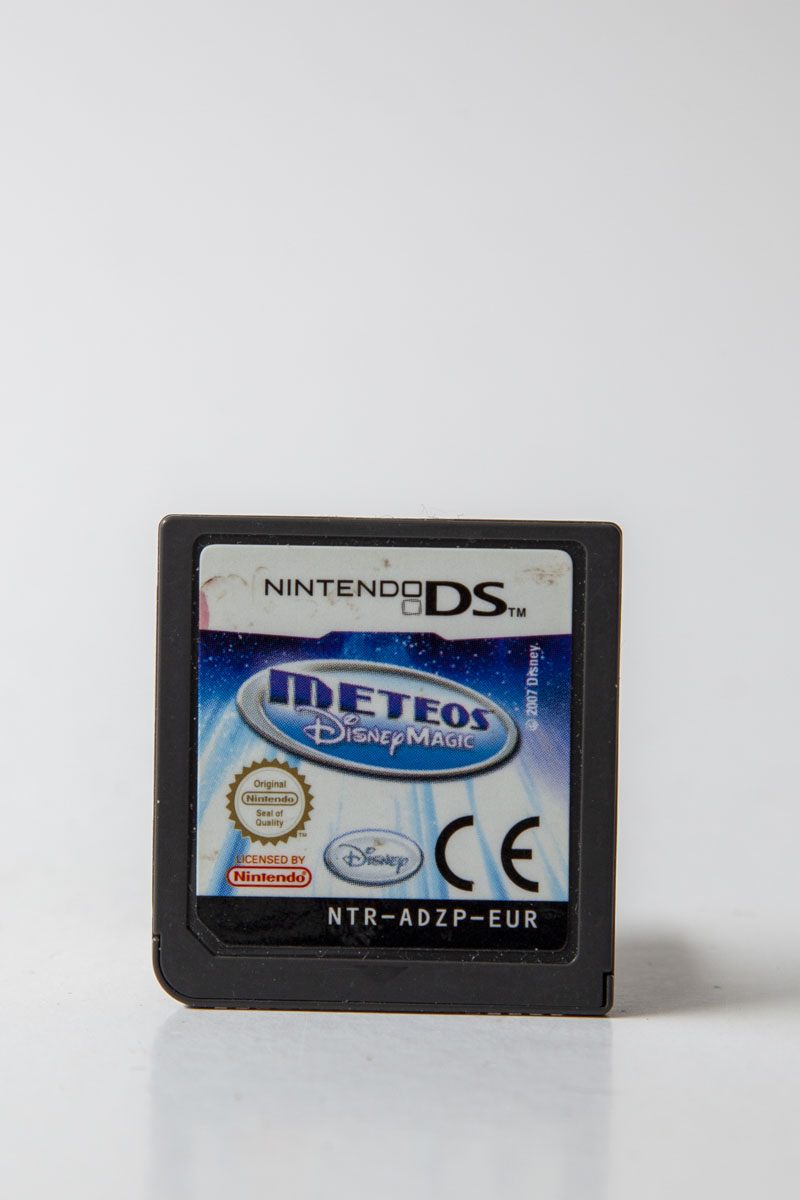 NINTENDO DS™
METEOS
Disney MAGIC
© 2007 Disney.
Original
Nintendo
Seal of
Quality
TM
LICENSED BY
Nintendo®
Disney
CE
NTR-ADZP-EUR